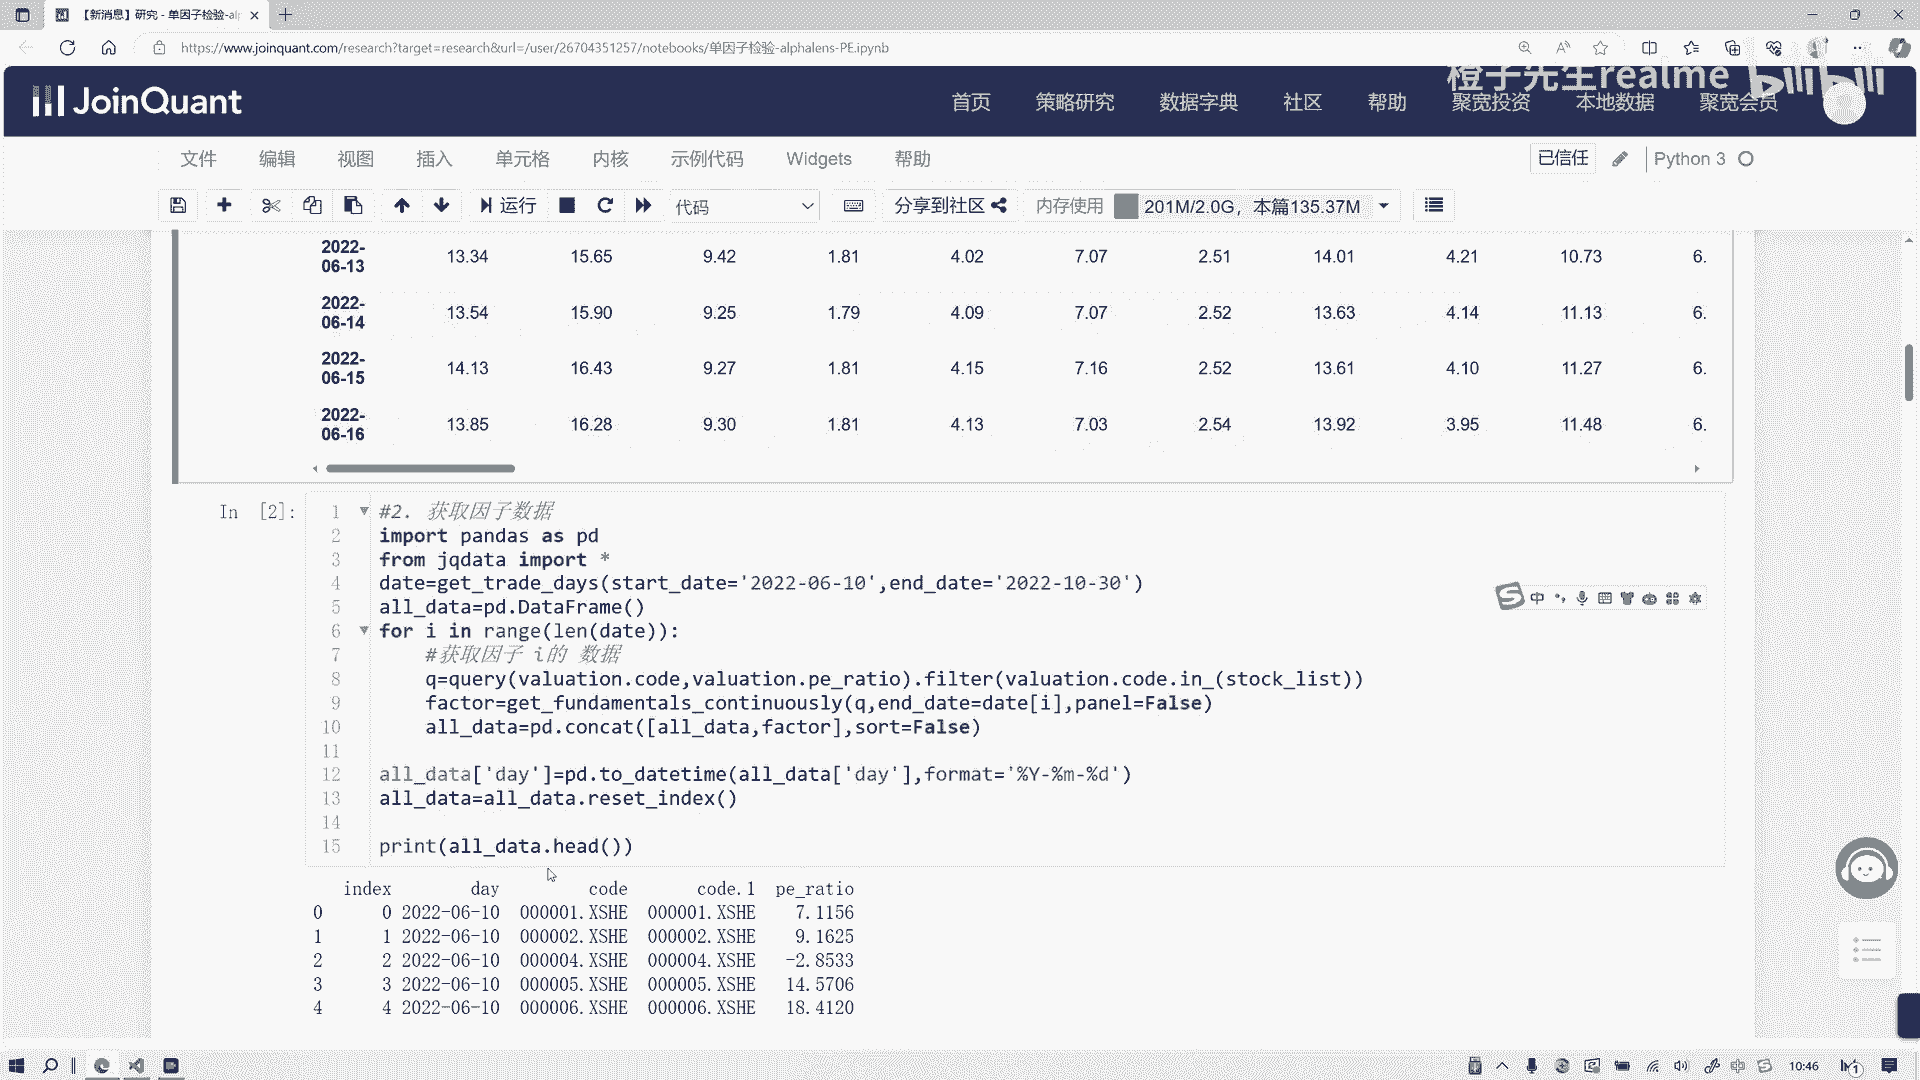 【新消息】研究 - 单因子检验-al
https://www.joinquant.com/research?target=research&url=/user/26704351257/notebooks/单因子检验-alphalens-PE.ipynb
橙子先生realme bilibili
JoinQuant 首页 策略研究 数据字典 社区 帮助 聚宽投资 本地数据 聚宽会员
文件 编辑 视图 插入 单元格 内核 示例代码 Widgets 帮助 已信任 Python 3
运行 代码 分享到社区 内存使用 201M/2.0G，本篇135.37M
2022-
06-13 13.34 15.65 9.42 1.81 4.02 7.07 2.51 14.01 4.21 10.73 6.
2022-
06-14 13.54 15.90 9.25 1.79 4.09 7.07 2.52 13.63 4.14 11.13 6.
2022-
06-15 14.13 16.43 9.27 1.81 4.15 7.16 2.52 13.61 4.10 11.27 6.
2022-
06-16 13.85 16.28 9.30 1.81 4.13 7.03 2.54 13.92 3.95 11.48 6.
In [2]: 1 #2. 获取因子数据
2 import pandas as pd
3 from jqdata import *
4 date=get_trade_days(start_date='2022-06-10',end_date='2022-10-30')
5 all_data=pd.DataFrame()
6 for i in range(len(date)):
7 #获取因子 i的 数据
8 q=query(valuation.code,valuation.pe_ratio).filter(valuation.code.in_(stock_list))
9 factor=get_fundamentals_continuously(q,end_date=date[i],panel=False)
10 all_data=pd.concat([all_data,factor],sort=False)
11
12 all_data['day']=pd.to_datetime(all_data['day'],format='%Y-%m-%d')
13 all_data=all_data.reset_index()
14
15 print(all_data.head())
中
index day code code.1 pe_ratio
0 0 2022-06-10 000001.XSHE 000001.XSHE 7.1156
1 1 2022-06-10 000002.XSHE 000002.XSHE 9.1625
2 2 2022-06-10 000004.XSHE 000004.XSHE -2.8533
3 3 2022-06-10 000005.XSHE 000005.XSHE 14.5706
4 4 2022-06-10 000006.XSHE 000006.XSHE 18.4120
中 10:46